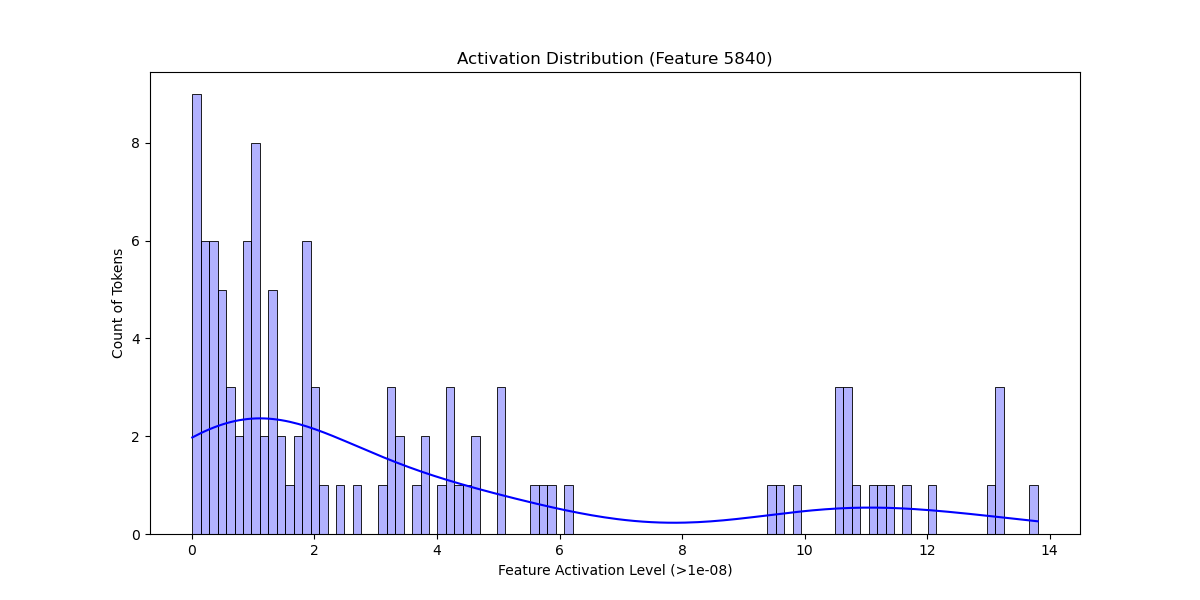 Activation Distribution (Feature 5840)
Count of Tokens
8
6
4
2
0
0 2 4 6 8 10 12 14
Feature Activation Level (>1e-08)